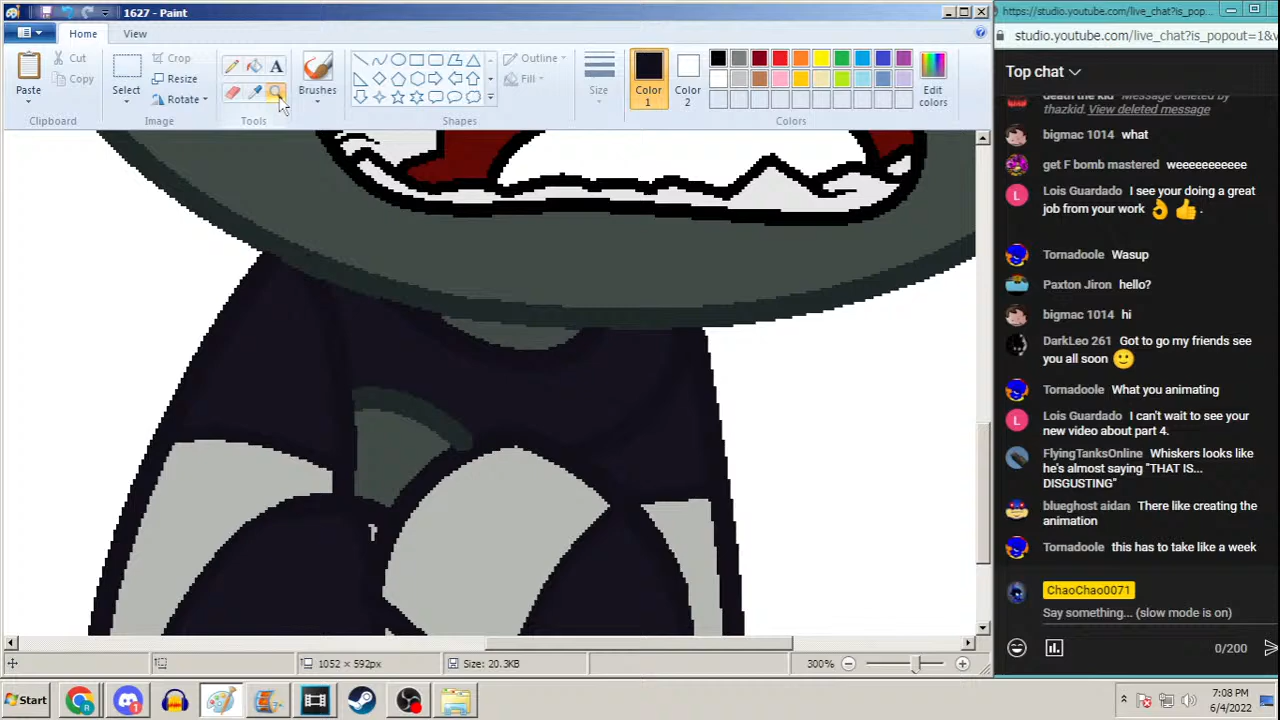 1627 - Paint
https://studio.youtube.com/live_chat?is_pop...
studio.youtube.com/live_chat?is_popout=1&v
Home
View
Paste
Cut
Copy
Clipboard
Select
Crop
Resize
Rotate
Image
A
Tools
Brushes
Shapes
Outline
Fill
Size
Color 1
Color 2
Edit colors
Colors
Top chat
death the kid Message deleted by
thazkid. View deleted message
bigmac 1014 what
get F bomb mastered weeeeeeeeeee
L
Lois Guardado I see your doing a great
job from your work 👌 👍 .
Tornadoole Wasup
Paxton Jiron hello?
bigmac 1014 hi
DarkLeo 261 Got to go my friends see
you all soon 🙂
Tornadoole What you animating
L
Lois Guardado I can't wait to see your
new video about part 4.
FlyingTanksOnline Whiskers looks like
he's almost saying "THAT IS...
DISGUSTING"
blueghost aidan There like creating the
animation
Tornadoole this has to take like a week
ChaoChao0071
Say something... (slow mode is on)
0/200
1052 × 592px
Size: 20.3KB
300%
Start
7:08 PM
6/4/2022